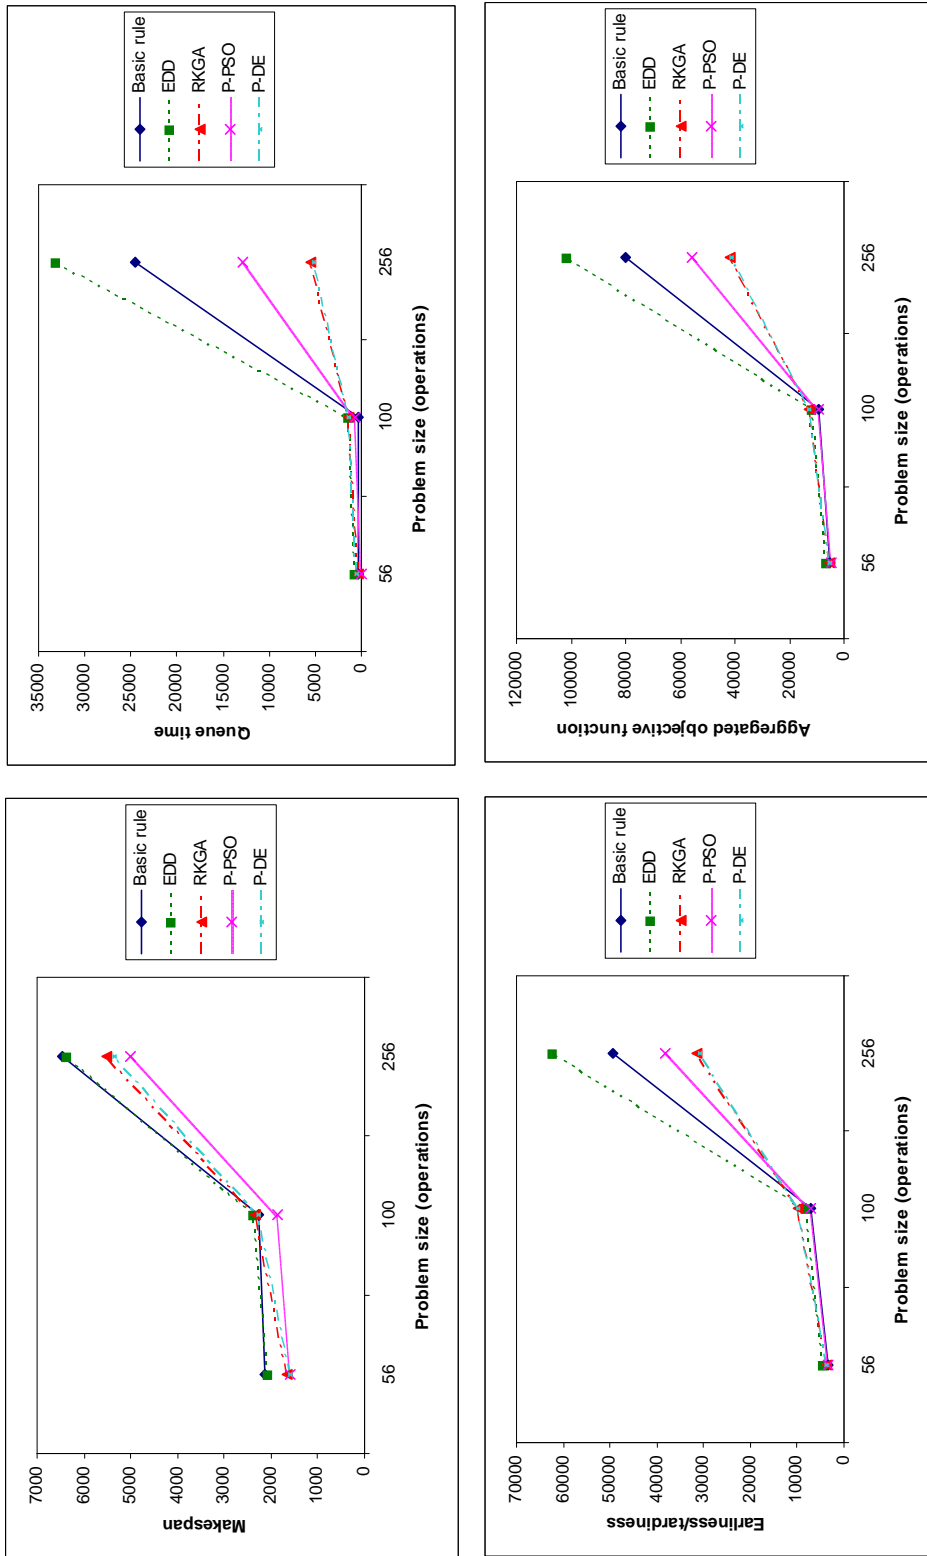 7000
6000
5000
4000
3000
2000
1000
0
Makespan
56
100
256
Problem size (operations)
Basic rule
EDD
RKGA
P-PSO
P-DE
35000
30000
25000
20000
15000
10000
5000
0
Queue time
56
100
256
Problem size (operations)
Basic rule
EDD
RKGA
P-PSO
P-DE
70000
60000
50000
40000
30000
20000
10000
0
Earliness/tardiness
56
100
256
Problem size (operations)
Basic rule
EDD
RKGA
P-PSO
P-DE
120000
100000
80000
60000
40000
20000
0
Aggregated objective function
56
100
256
Problem size (operations)
Basic rule
EDD
RKGA
P-PSO
P-DE